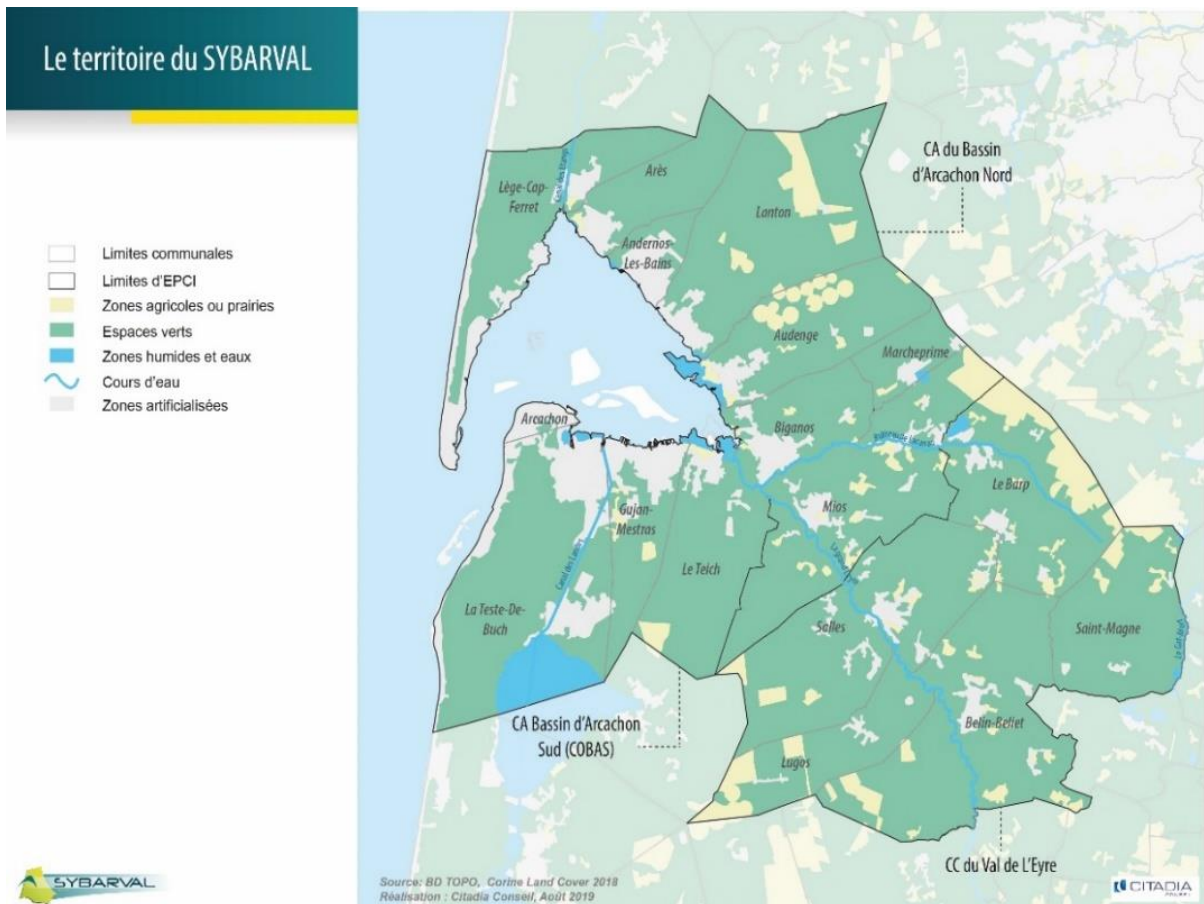 Le territoire du SYBARVAL
Limites communales
Limites d'EPCI
Zones agricoles ou prairies
Espaces verts
Zones humides et eaux
Cours d'eau
Zones artificialisées
CA du Bassin
d'Arcachon Nord
Lège-Cap-
Ferret
Arès
Lanton
Andernos-
Les-Bains
Audenge
Marcheprime
Arcachon
Biganos
Le Barp
Mios
Gujan-
Mestras
Le Teich
La Teste-De-
Buch
Salles
Saint-Magne
CA Bassin d'Arcachon
Sud (COBAS)
Belin-Beliet
Lugos
CC du Val de L'Eyre
SYBARVAL
Source: BD TOPO, Corine Land Cover 2018
Réalisation : Citadia Conseil, Août 2019
CITADIA